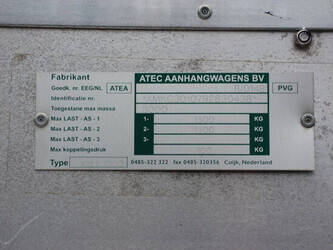 Fabrikant ATEC AANHANGWAGENS BV
Goedk. nr. EEG/NL ATEA PVG
Identificatie nr.
Toegestane max massa
Max LAST - AS - 1 1- KG
Max LAST - AS - 2 2- KG
Max LAST - AS - 3 3- KG
Max koppelingsdruk KG
Type 0485-322 322 fax 0485-320356 Cuijk, Nederland